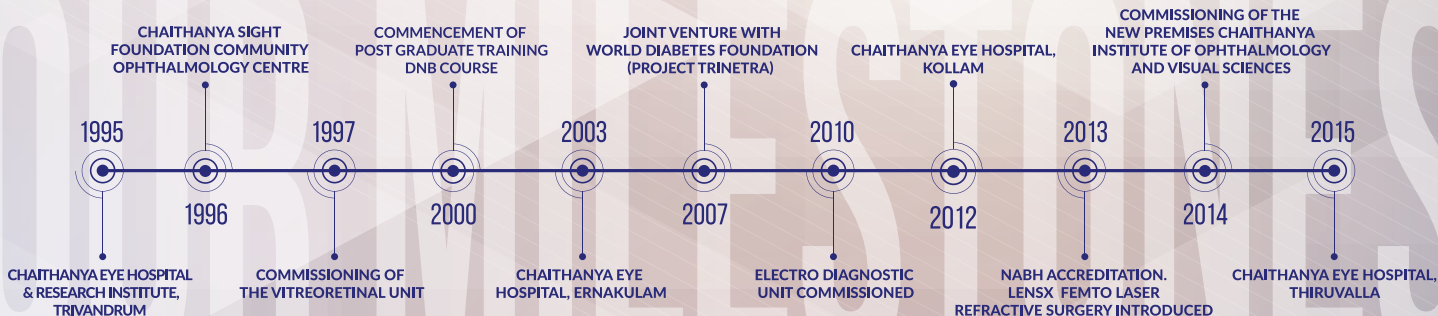 OUR MILESTONES
1995
CHAITHANYA EYE HOSPITAL
& RESEARCH INSTITUTE,
TRIVANDRUM
CHAITHANYA SIGHT
FOUNDATION COMMUNITY
OPHTHALMOLOGY CENTRE
1996
1997
COMMISSIONING OF
THE VITREORETINAL UNIT
COMMENCEMENT OF
POST GRADUATE TRAINING
DNB COURSE
2000
2003
CHAITHANYA EYE
HOSPITAL, ERNAKULAM
JOINT VENTURE WITH
WORLD DIABETES FOUNDATION
(PROJECT TRINETRA)
2007
2010
ELECTRO DIAGNOSTIC
UNIT COMMISSIONED
CHAITHANYA EYE HOSPITAL,
KOLLAM
2012
2013
NABH ACCREDITATION.
LENSX FEMTO LASER
REFRACTIVE SURGERY INTRODUCED
COMMISSIONING OF THE
NEW PREMISES CHAITHANYA
INSTITUTE OF OPHTHALMOLOGY
AND VISUAL SCIENCES
2014
2015
CHAITHANYA EYE HOSPITAL,
THIRUVALLA